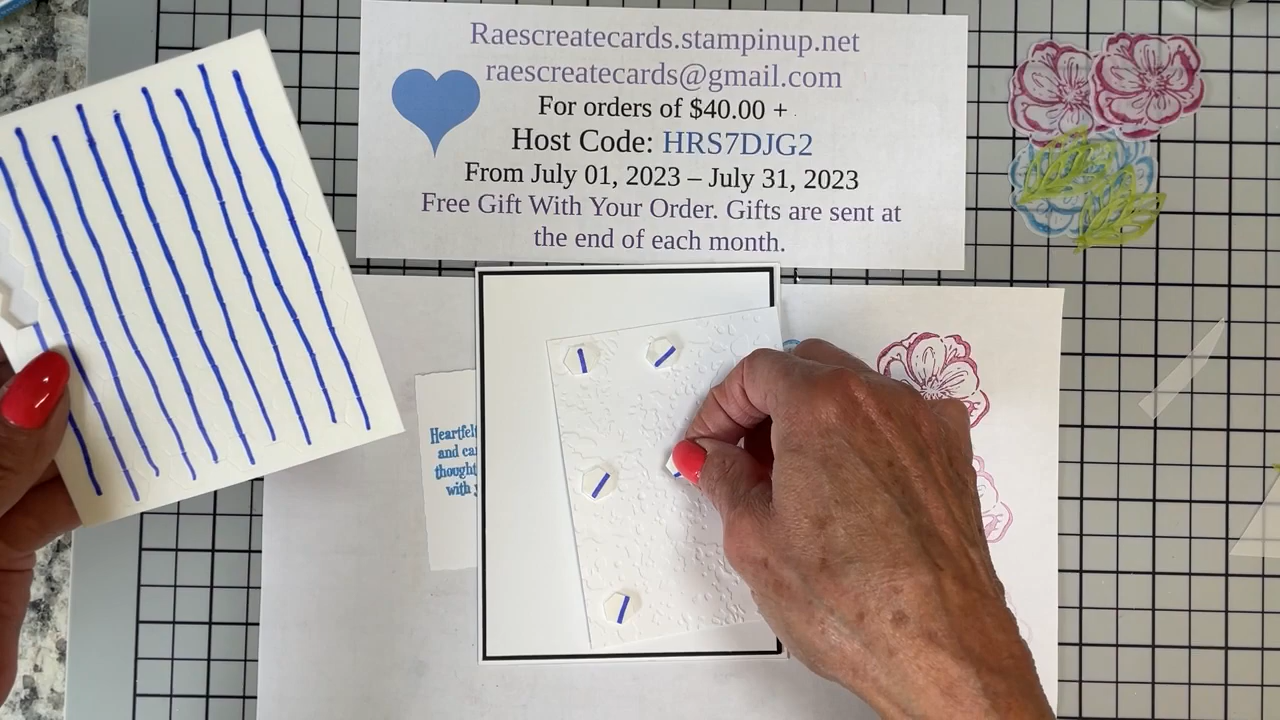 Raescreatecards.stampinup.net
raescreatecards@gmail.com
For orders of $40.00 +
Host Code: HRS7DJG2
From July 01, 2023 – July 31, 2023
Free Gift With Your Order. Gifts are sent at
the end of each month.
Heartfelt
and
thought
with